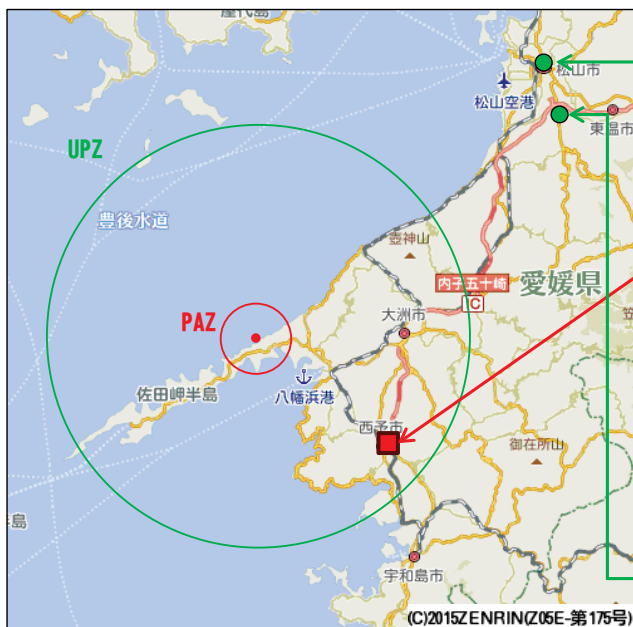 屋代島
松山市
松山空港
東温市
UPZ
豊後水道
壺神山
内子五十崎
IC
愛媛県
PAZ
大洲市
佐田岬半島
八幡浜港
西予市
御在所山
半島
宇和島市
(C)2015ZENRIN(Z05E-第175号)